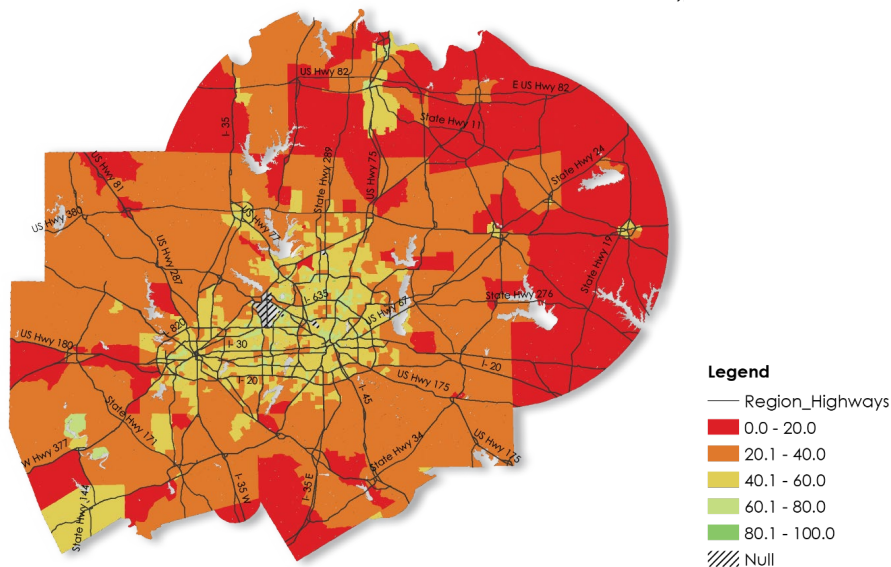 US Hwy 82
E US Hwy 82
I- 35
State Hwy 11
State Hwy 289
US Hwy 75
State Hwy 24
US Hwy 81
US Hwy 380
US Hwy 77
State Hwy 19
US Hwy 287
I- 635
State Hwy 276
US Hwy 67
I- 820
US Hwy 180
I- 30
I- 20
I- 20
US Hwy 175
I- 45
State Hwy 171
W Hwy 377
State Hwy 34
US Hwy 175
State Hwy 144
I- 35 W
I- 35 E
Legend
Region_Highways
0.0 - 20.0
20.1 - 40.0
40.1 - 60.0
60.1 - 80.0
80.1 - 100.0
Null